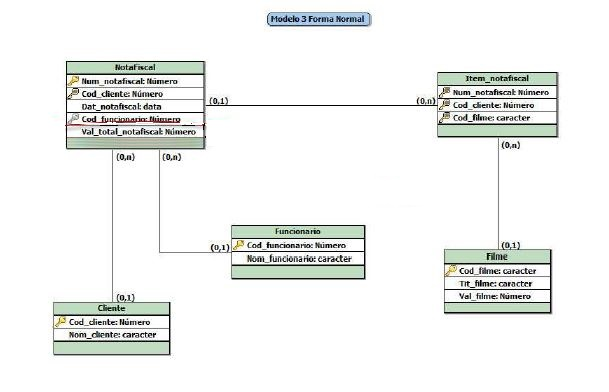 Modelo 3 Forma Normal
NotaFiscal
Num_notafiscal: Número
Cod_cliente: Número
Dat_notafiscal: data
Cod_funcionario: Número
Val_total_notafiscal: Número
(0,1)
(0,n)
Item_notafiscal
Num_notafiscal: Número
Cod_cliente: Número
Cod_filme: caracter
(0,n)
(0,n)
(0,n)
Funcionario
Cod_funcionario: Número
Nom_funcionario: caracter
(0,1)
(0,1)
Filme
Cod_filme: caracter
Tit_filme: caracter
Val_filme: Número
(0,1)
Cliente
Cod_cliente: Número
Nom_cliente: caracter